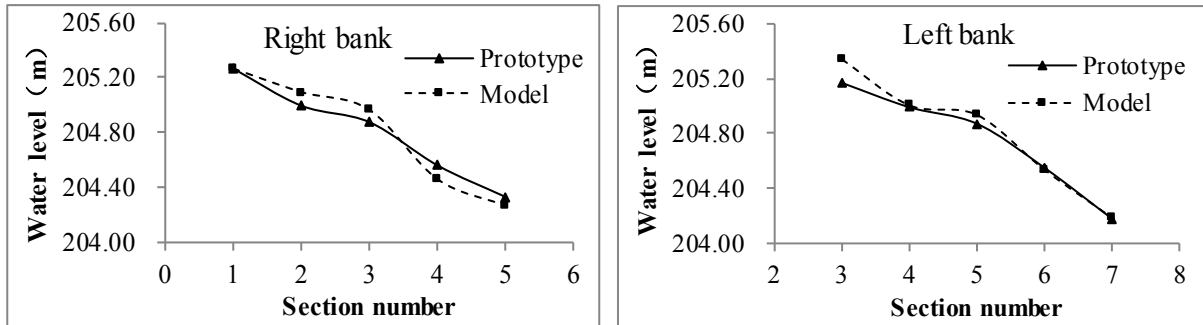 Right bank
Prototype
Model
Water level（m）
205.60
205.20
204.80
204.40
204.00
0 1 2 3 4 5 6
Section number
Left bank
Prototype
Model
Water level（m）
205.60
205.20
204.80
204.40
204.00
2 3 4 5 6 7 8
Section number